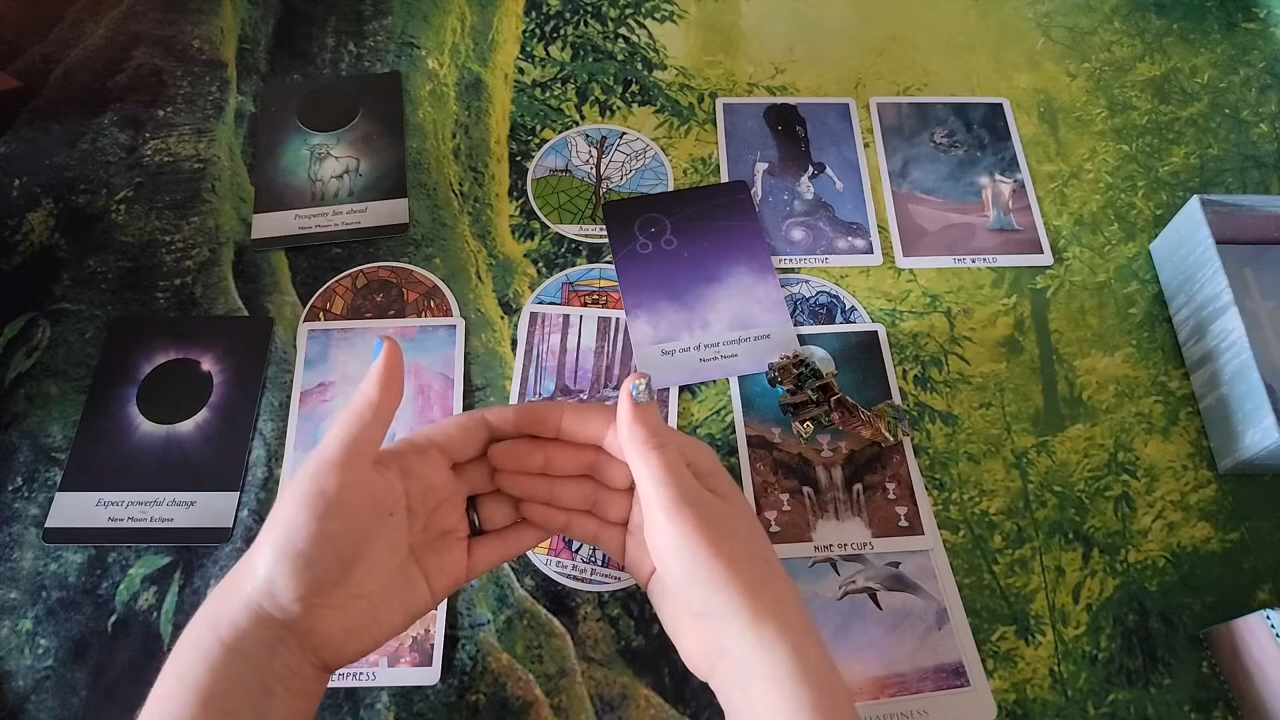 Prosperity lies ahead
New Moon in Taurus
PERSPECTIVE
THE WORLD
Step out of your comfort zone
North Node
Expect powerful change
New Moon Eclipse
NINE OF CUPS
II The High Priestess
EMPRESS
HAPPINESS